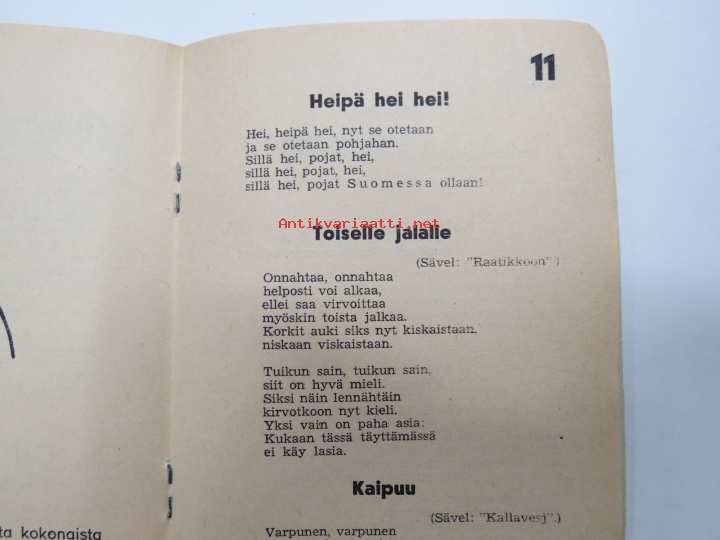 11
Heipä hei hei!
Hei, heipä hei, nyt se otetaan
ja se otetaan pohjahan.
Sillä hei, pojat, hei,
sillä hei, pojat, hei,
sillä hei, pojat Suomessa ollaan!
Antikvariaatti.net
Toiselle jalalle
(Sävel: "Raatikkoon".)
Onnahtaa, onnahtaa
helposti voi alkaa,
ellei saa virvoittaa
myöskin toista jalkaa.
Korkit auki siks nyt kiskaistaan.
niskaan viskaistaan.
Tuikun sain, tuikun sain,
siit on hyvä mieli.
Siksi näin lennähtäin
kirvotkoon nyt kieli.
Yksi vain on paha asia:
Kukaan tässä täyttämässä
ei käy lasia.
Kaipuu
(Sävel: "Kallavesj".)
Varpunen, varpunen
ta kokonaista